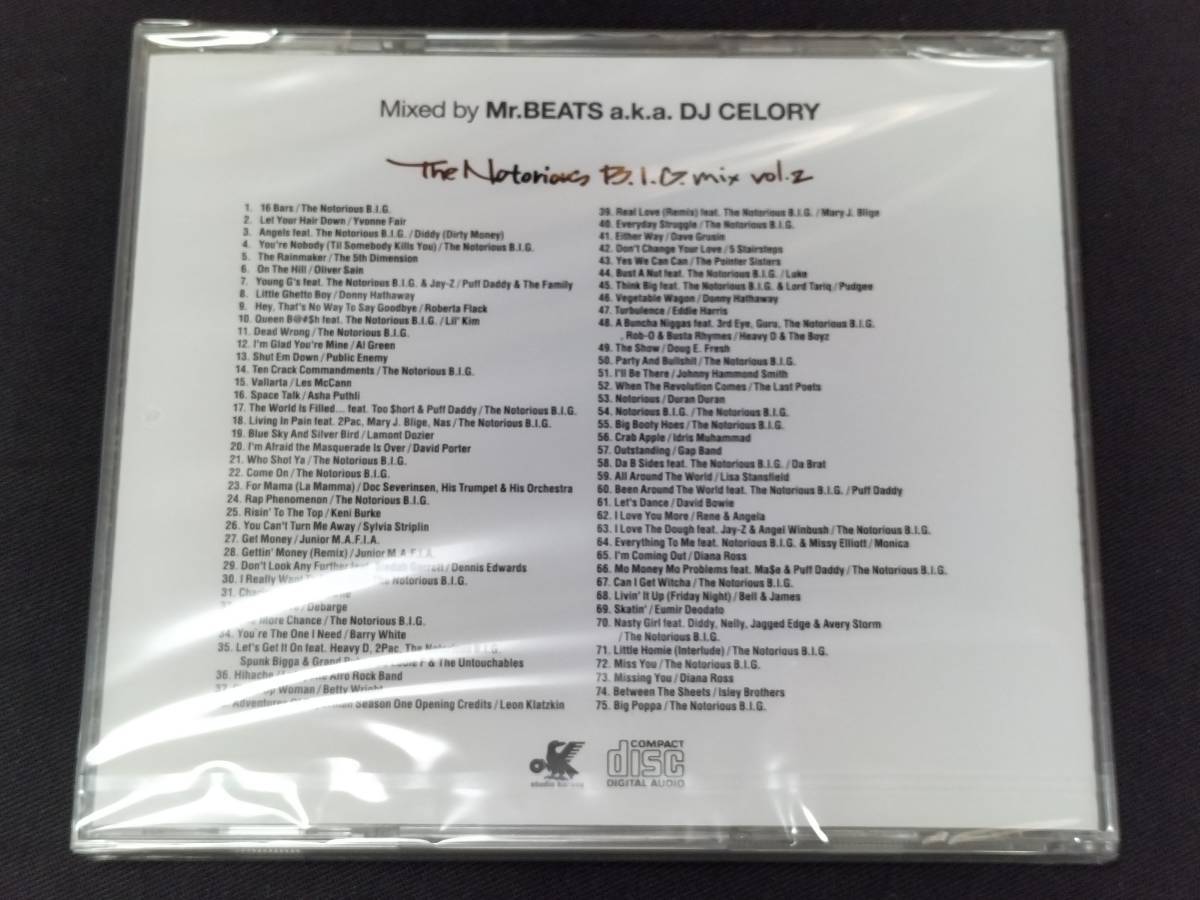 Mixed by Mr.BEATS a.k.a. DJ CELORY
The Notorious B.I.G. mix vol.2
1. 16 Bars / The Notorious B.I.G.
2. Let Your Hair Down / Yvonne Fair
3. Angels feat. The Notorious B.I.G. / Diddy (Dirty Money)
4. You're Nobody (Til Somebody Kills You) / The Notorious B.I.G.
5. The Rainmaker / The 5th Dimension
6. On The Hill / Oliver Sain
7. Young G's feat. The Notorious B.I.G. & Jay-Z / Puff Daddy & The Family
8. Little Ghetto Boy / Donny Hathaway
9. Hey, That's No Way To Say Goodbye / Roberta Flack
10. Queen B@#$h feat. The Notorious B.I.G. / Lil' Kim
11. Dead Wrong / The Notorious B.I.G.
12. I'm Glad You're Mine / Al Green
13. Shut Em Down / Public Enemy
14. Ten Crack Commandments / The Notorious B.I.G.
15. Vallarta / Les McCann
16. Space Talk / Asha Puthli
17. The World Is Filled... feat. Too $hort & Puff Daddy / The Notorious B.I.G.
18. Living In Pain feat. 2Pac, Mary J. Blige, Nas / The Notorious B.I.G.
19. Blue Sky And Silver Bird / Lamont Dozier
20. I'm Afraid the Masquerade Is Over / David Porter
21. Who Shot Ya / The Notorious B.I.G.
22. Come On / The Notorious B.I.G.
23. For Mama (La Mamma) / Doc Severinsen, His Trumpet & His Orchestra
24. Rap Phenomenon / The Notorious B.I.G.
25. Risin' To The Top / Keni Burke
26. You Can't Turn Me Away / Sylvia Striplin
27. Get Money / Junior M.A.F.I.A.
28. Gettin' Money (Remix) / Junior M.A.F.I.A.
29. Don't Look Any Further / Dennis Edwards
30. I Really Want The Notorious B.I.G.
31.
/ Debarge
More Chance / The Notorious B.I.G.
34. You're The One I Need / Barry White
35. Let's Get It On feat. Heavy D, 2Pac, The B.I.G.
Spunk Bigga & Grand F & The Untouchables
36. Hihache / Afro Rock Band
Woman / Betty Wright
Adventures Season One Opening Credits / Leon Klatzkin
39. Real Love (Remix) feat. The Notorious B.I.G. / Mary J. Blige
40. Everyday Struggle / The Notorious B.I.G.
41. Either Way / Dave Grusin
42. Don't Change Your Love / 5 Stairsteps
43. Yes We Can Can / The Pointer Sisters
44. Bust A Nut feat. The Notorious B.I.G. / Luke
45. Think Big feat. The Notorious B.I.G. & Lord Tariq / Pudgee
46. Vegetable Wagon / Donny Hathaway
47. Turbulence / Eddie Harris
48. A Buncha Niggas feat. 3rd Eye, Guru, The Notorious B.I.G.
, Rob-O & Busta Rhymes / Heavy D & The Boyz
49. The Show / Doug E. Fresh
50. Party And Bullshit / The Notorious B.I.G.
51. I'll Be There / Johnny Hammond Smith
52. When The Revolution Comes / The Last Poets
53. Notorious / Duran Duran
54. Notorious B.I.G. / The Notorious B.I.G.
55. Big Booty Hoes / The Notorious B.I.G.
56. Crab Apple / Idris Muhammad
57. Outstanding / Gap Band
58. Da B Sides feat. The Notorious B.I.G. / Da Brat
59. All Around The World / Lisa Stansfield
60. Been Around The World feat. The Notorious B.I.G. / Puff Daddy
61. Let's Dance / David Bowie
62. I Love You More / Rene & Angela
63. I Love The Dough feat. Jay-Z & Angel Winbush / The Notorious B.I.G.
64. Everything To Me feat. Notorious B.I.G. & Missy Elliott / Monica
65. I'm Coming Out / Diana Ross
66. Mo Money Mo Problems feat. Ma$e & Puff Daddy / The Notorious B.I.G.
67. Can I Get Witcha / The Notorious B.I.G.
68. Livin' It Up (Friday Night) / Bell & James
69. Skatin' / Eumir Deodato
70. Nasty Girl feat. Diddy, Nelly, Jagged Edge & Avery Storm
/ The Notorious B.I.G.
71. Little Homie (Interlude) / The Notorious B.I.G.
72. Miss You / The Notorious B.I.G.
73. Missing You / Diana Ross
74. Between The Sheets / Isley Brothers
75. Big Poppa / The Notorious B.I.G.
studio
COMPACT
disc
DIGITAL AUDIO